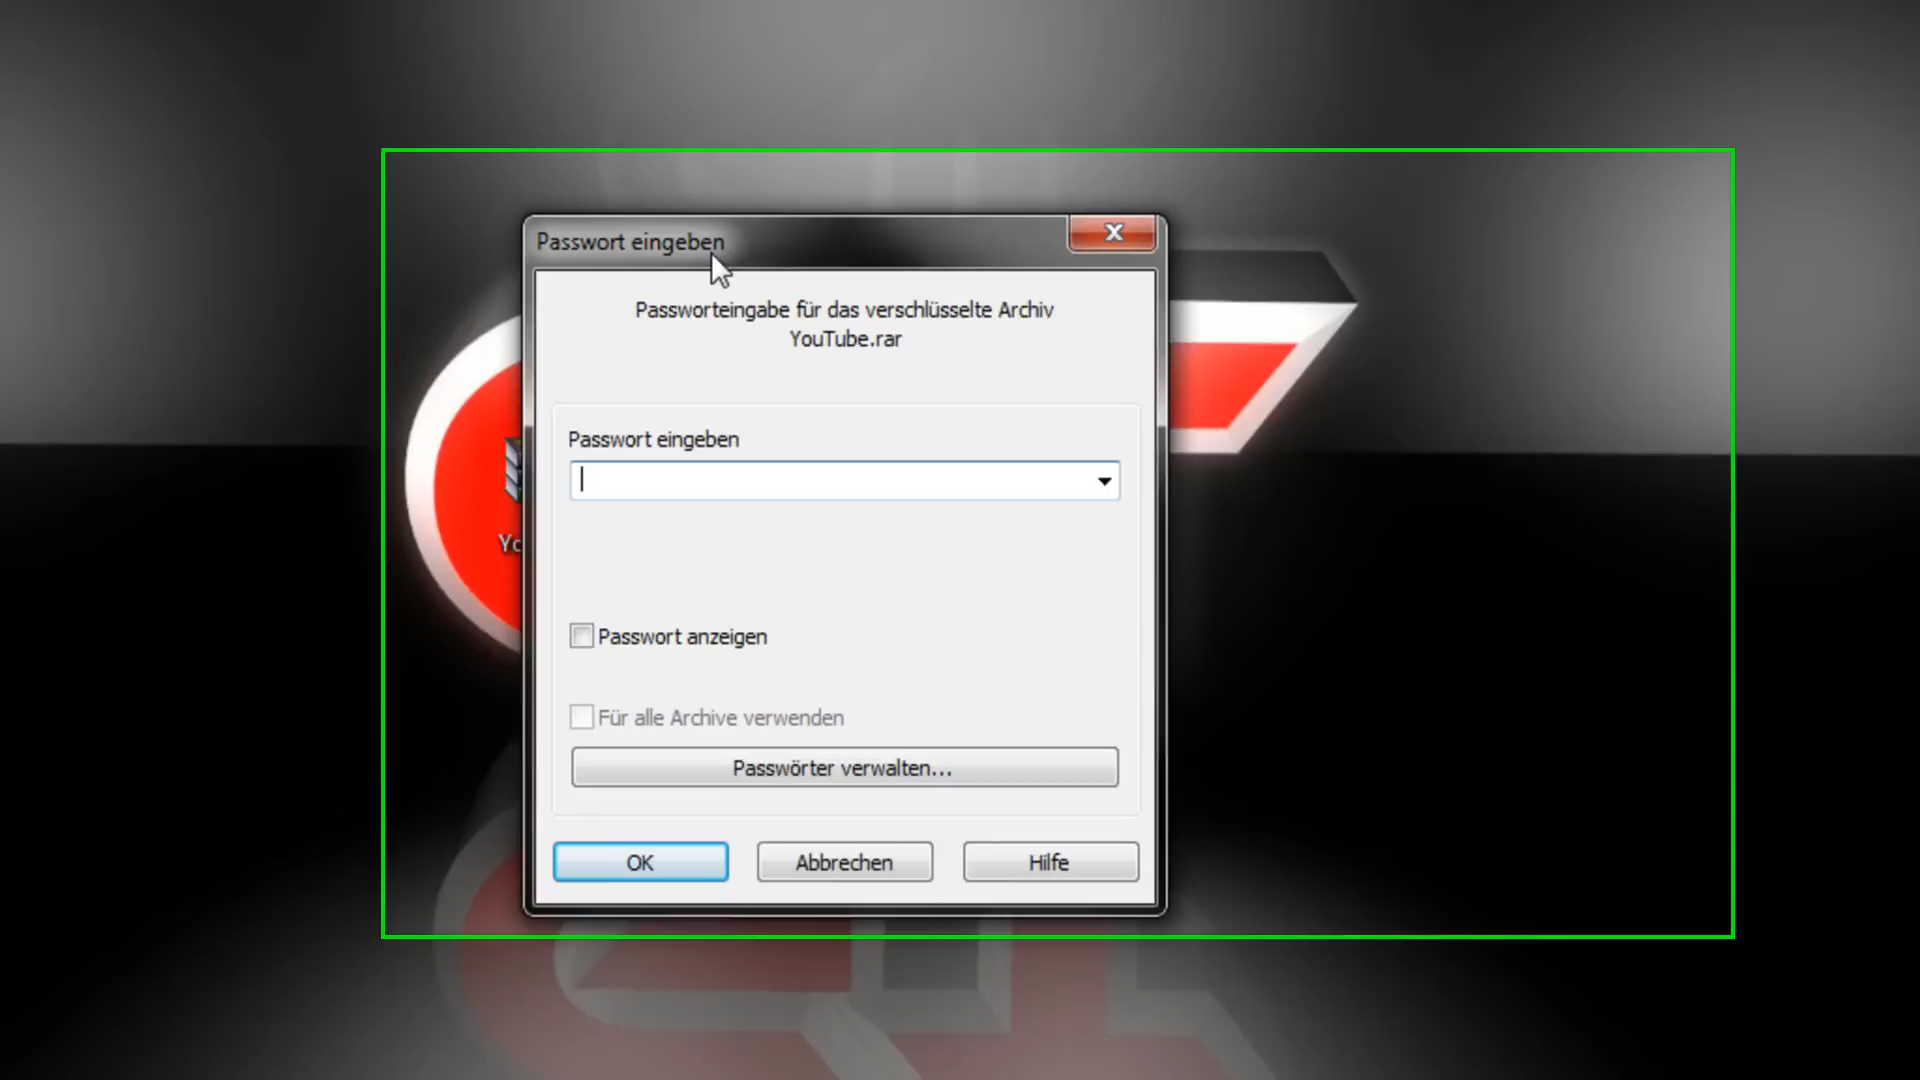 Passwort eingeben
Passworteingabe für das verschlüsselte Archiv
YouTube.rar
Passwort eingeben
Passwort anzeigen
Für alle Archive verwenden
Passwörter verwalten...
OK
Abbrechen
Hilfe